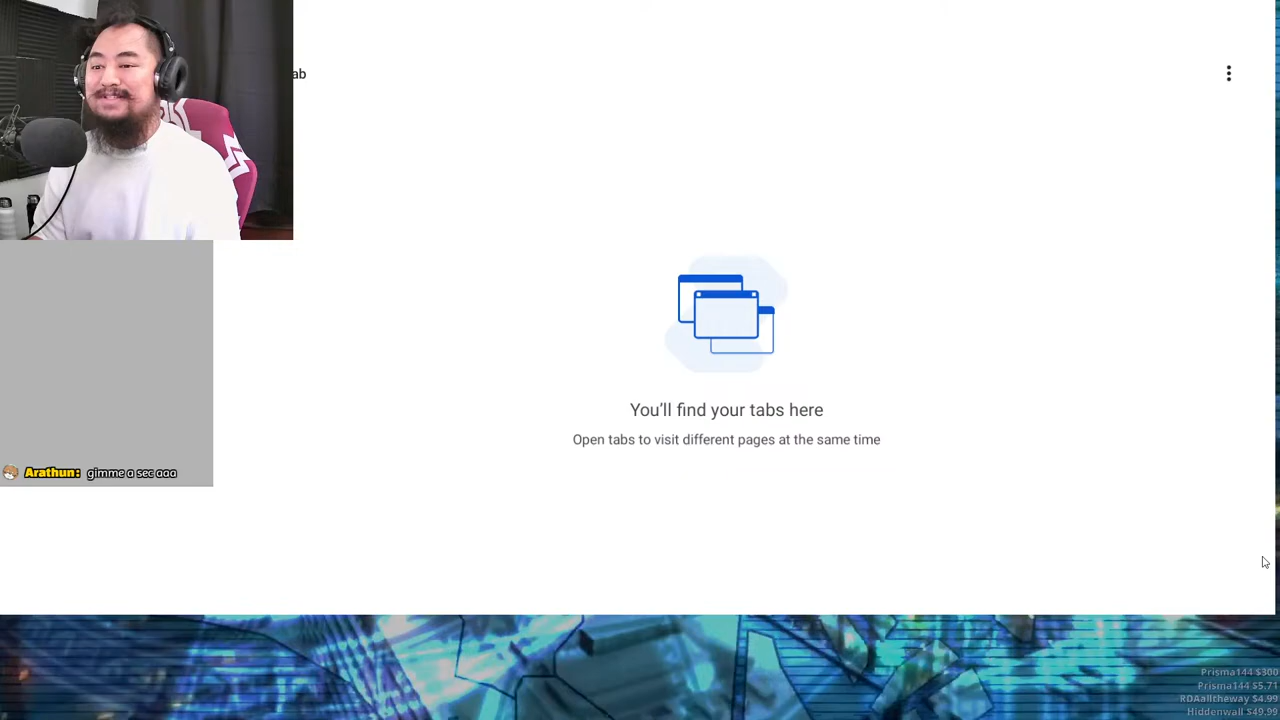 ab
You’ll find your tabs here
Open tabs to visit different pages at the same time
Arathun: gimme a sec aaa
Prisma144 $300
Prisma144 $5.71
RDAalltheway $4.99
Hiddenwall $49.99